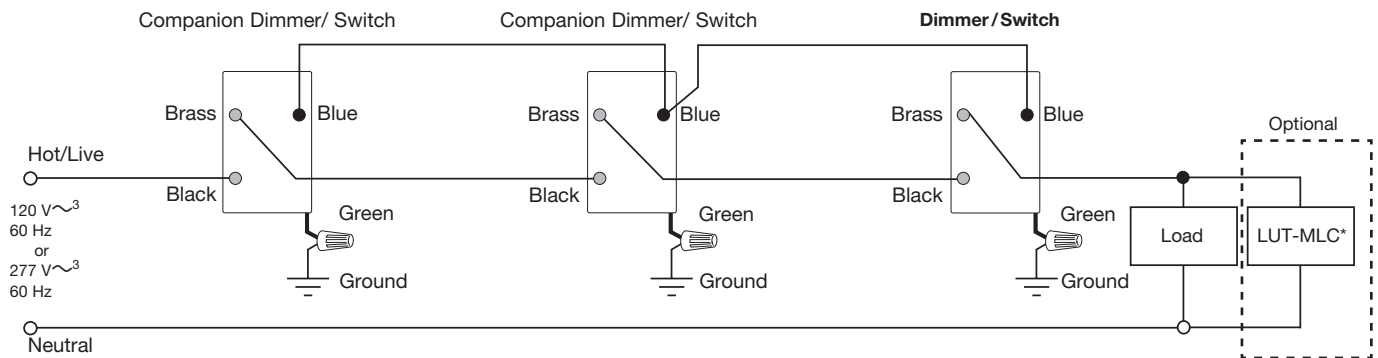 Companion Dimmer/ Switch
Companion Dimmer/ Switch
Dimmer/Switch
Brass
Blue
Brass
Blue
Brass
Blue
Optional
Hot/Live
Black
Black
Black
120 V~3
60 Hz
or
277 V~3
60 Hz
Green
Green
Green
Load
LUT-MLC*
Ground
Ground
Ground
Neutral